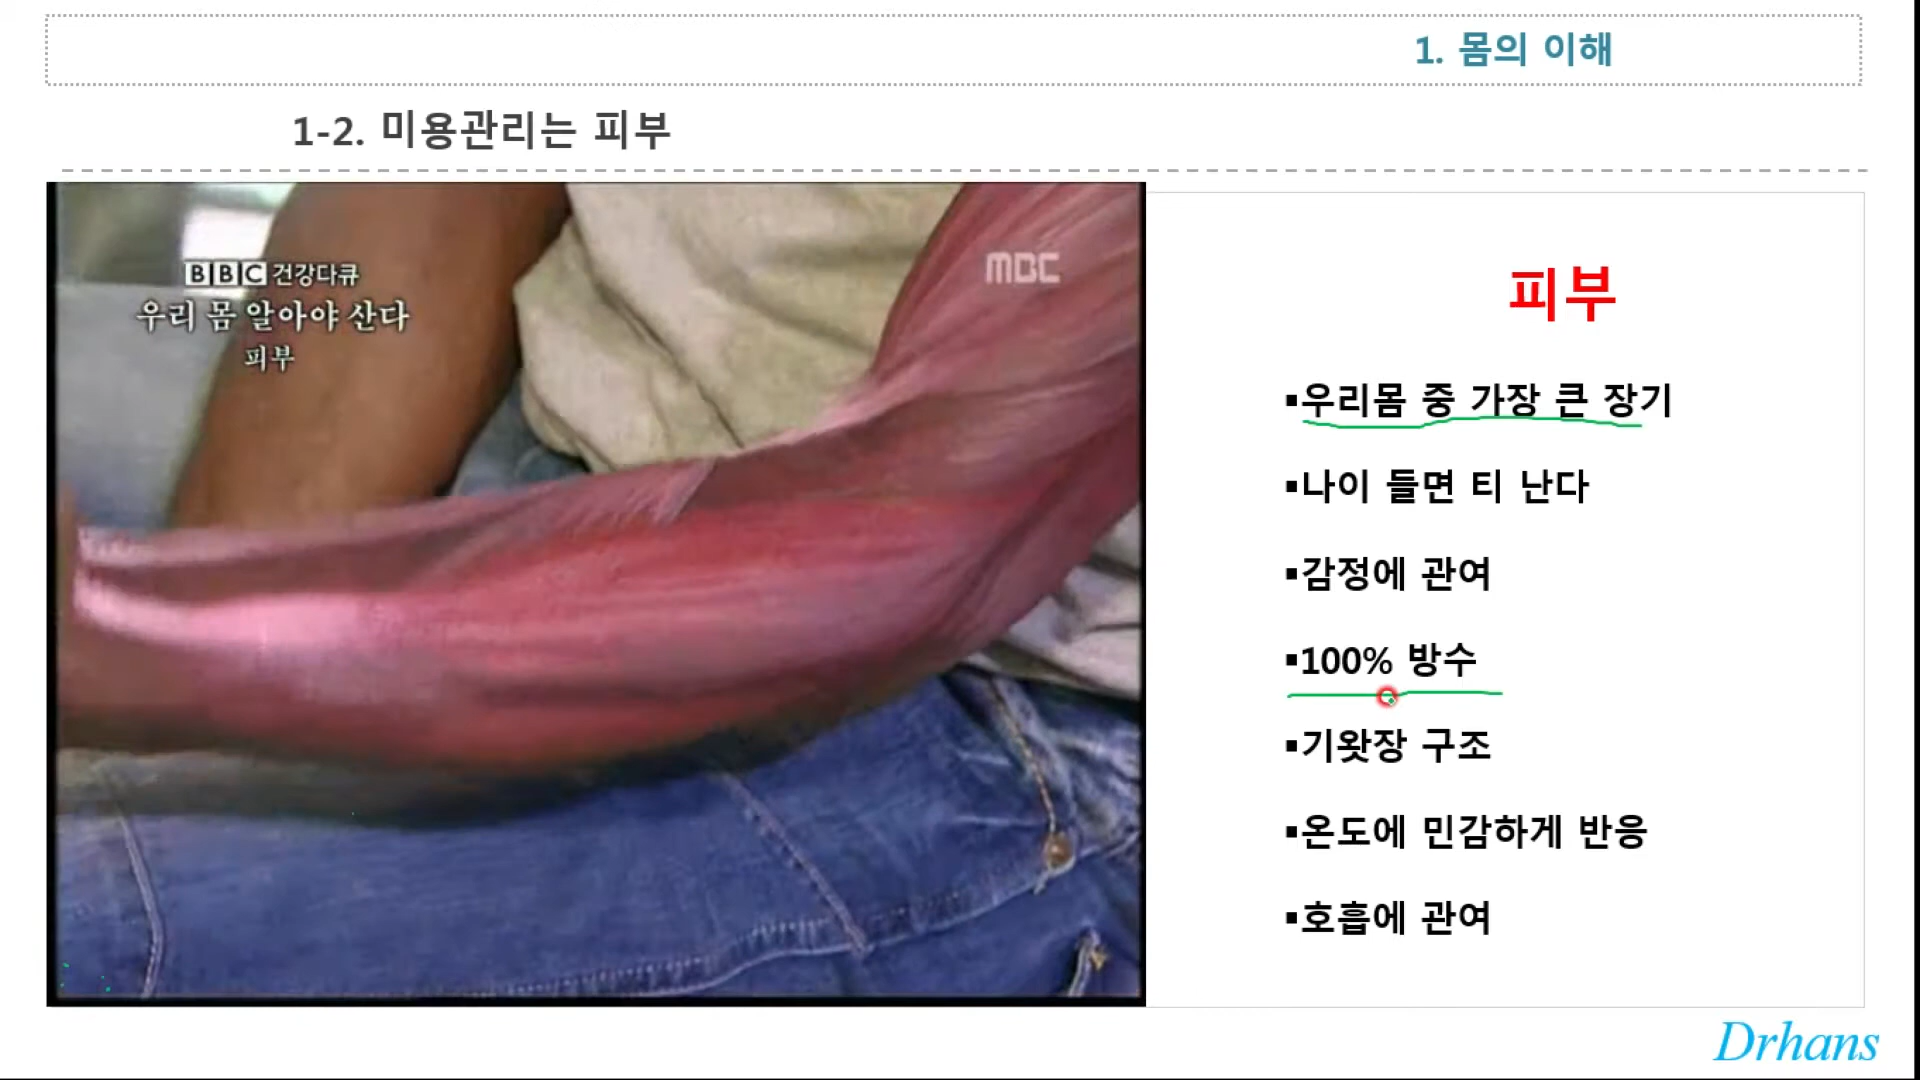 1. 몸의 이해
1-2. 미용관리는 피부
BBC 건강다큐
우리 몸 알아야 산다
피부
MBC
피부
▪우리몸 중 가장 큰 장기
▪나이 들면 티 난다
▪감정에 관여
▪100% 방수
▪기왓장 구조
▪온도에 민감하게 반응
▪호흡에 관여
Drhans